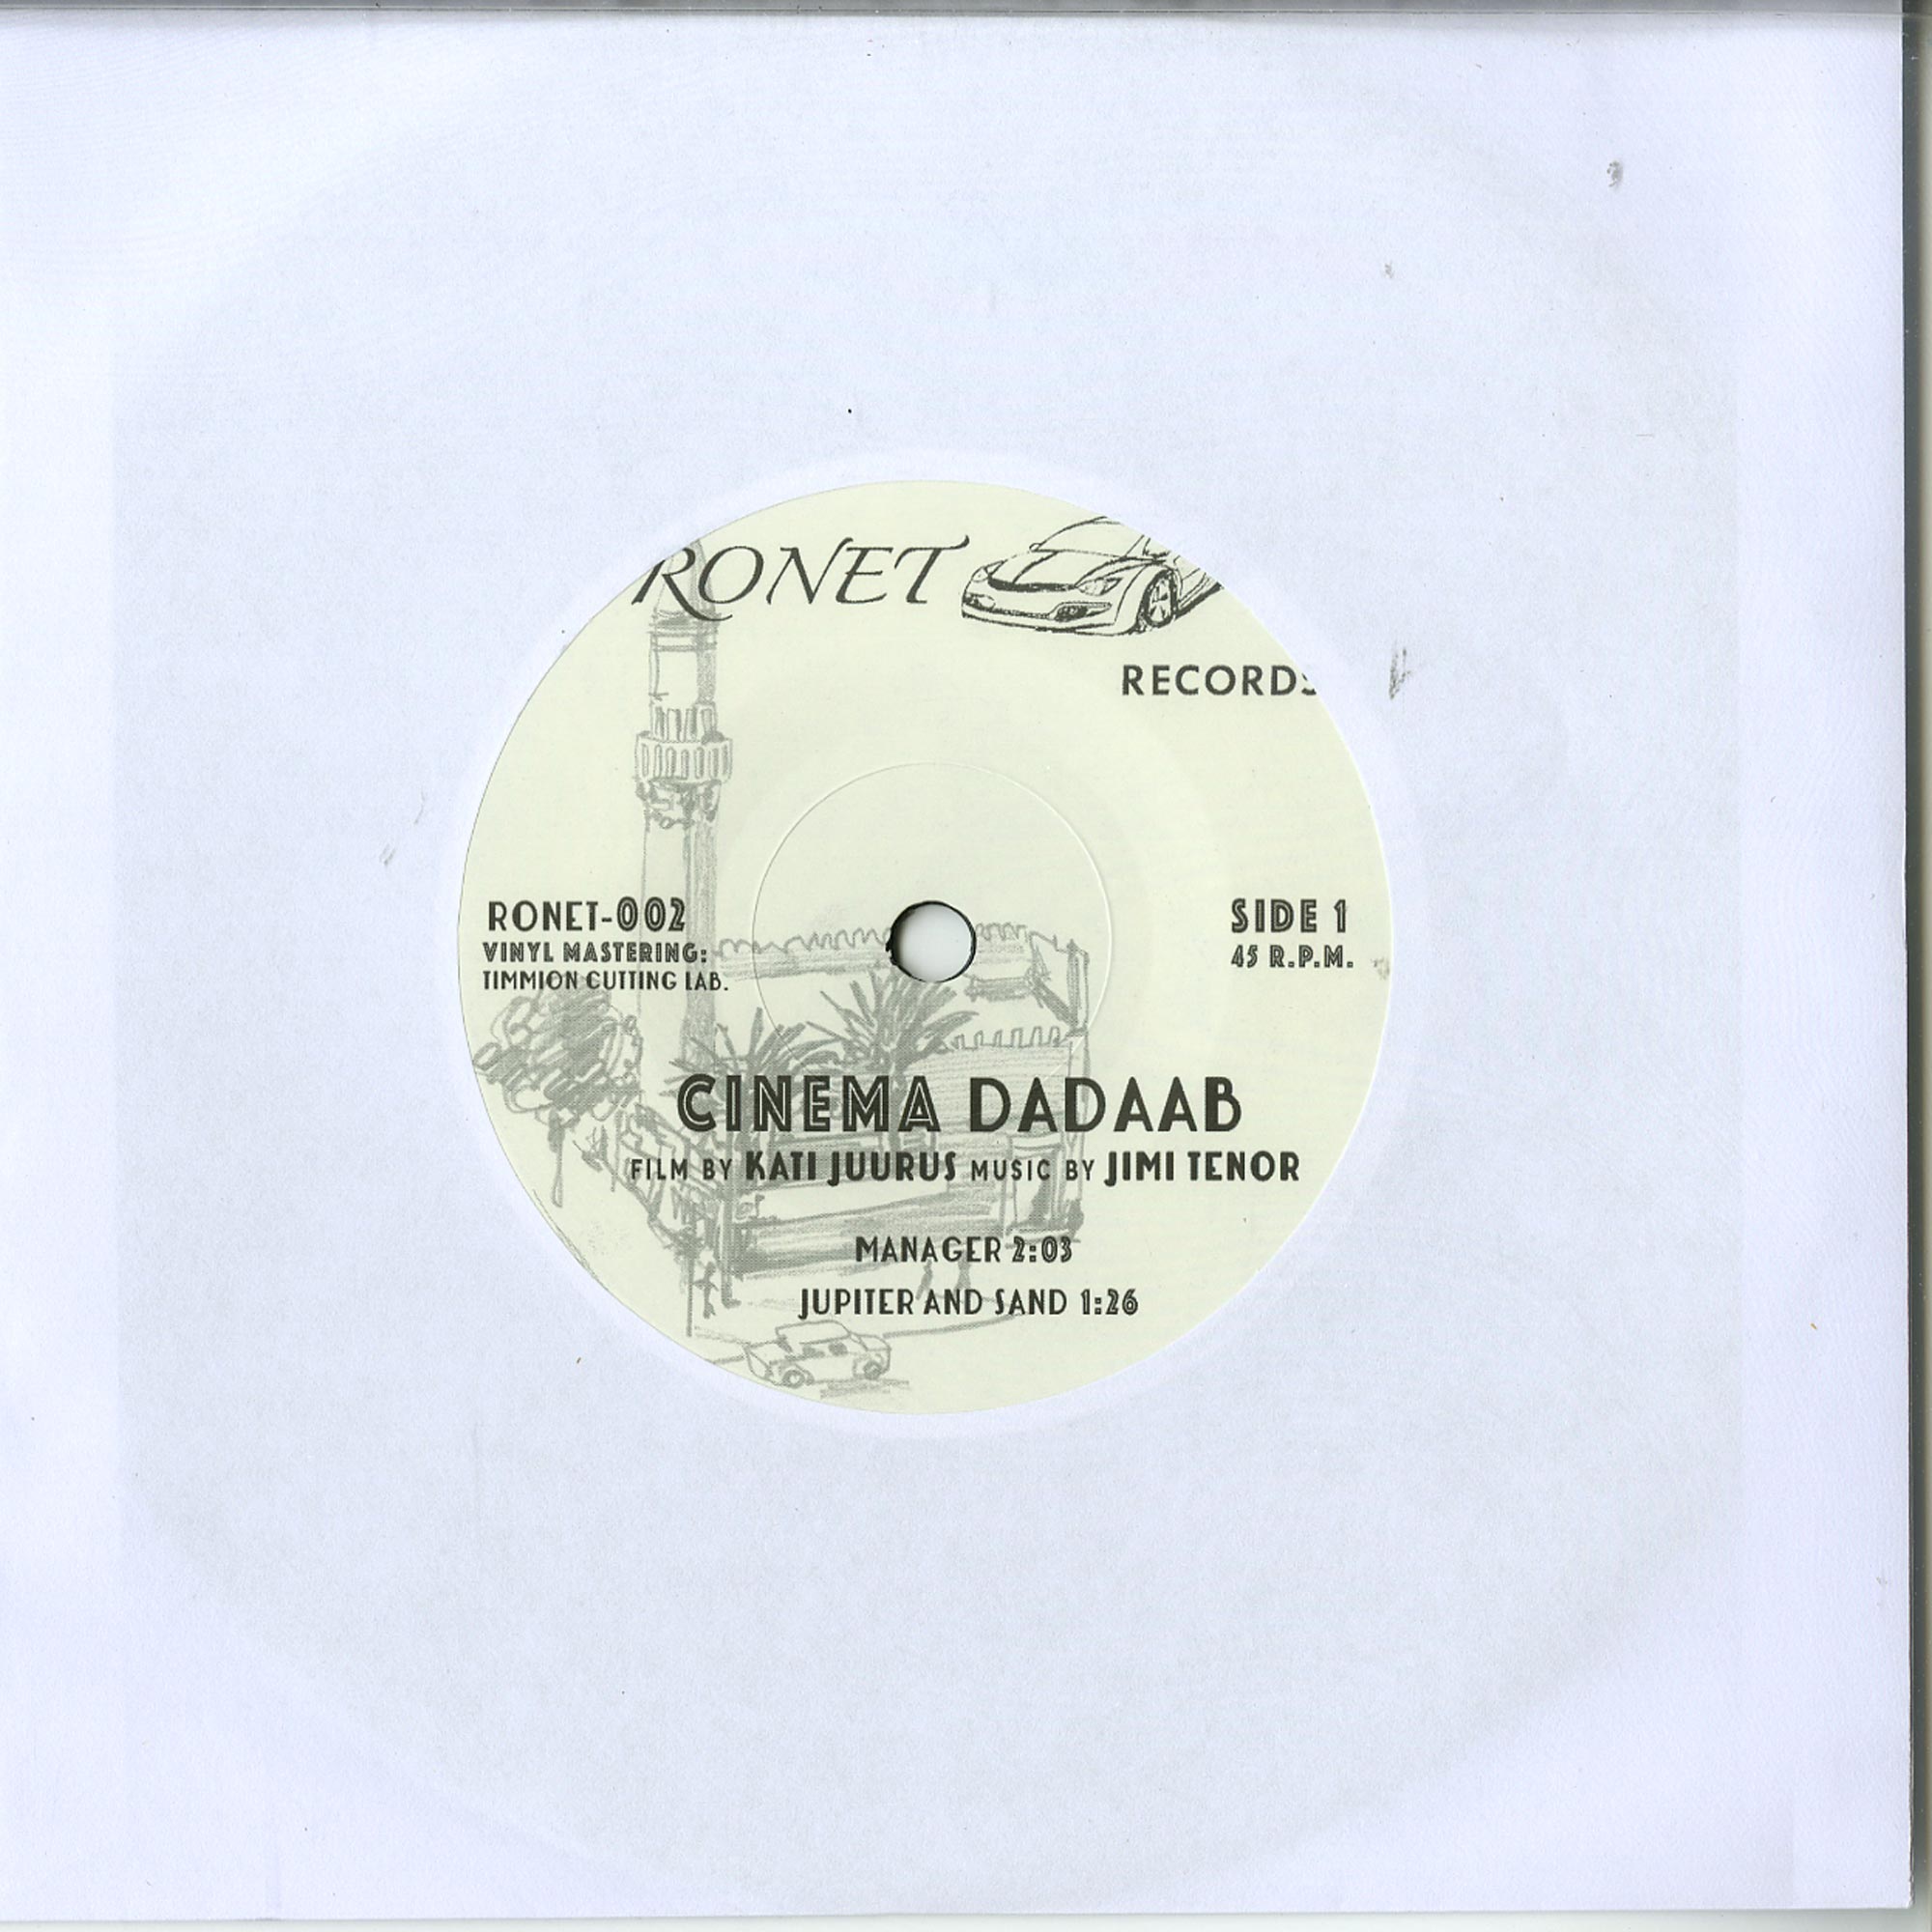 RONET
RECORDS
RONET-002
VINYL MASTERING:
TIMMION CUTTING LAB.
SIDE 1
45 R.P.M.
CINEMA DADAAB
FILM BY KATI JUURUS MUSIC BY JIMI TENOR
MANAGER 2:03
JUPITER AND SAND 1:26